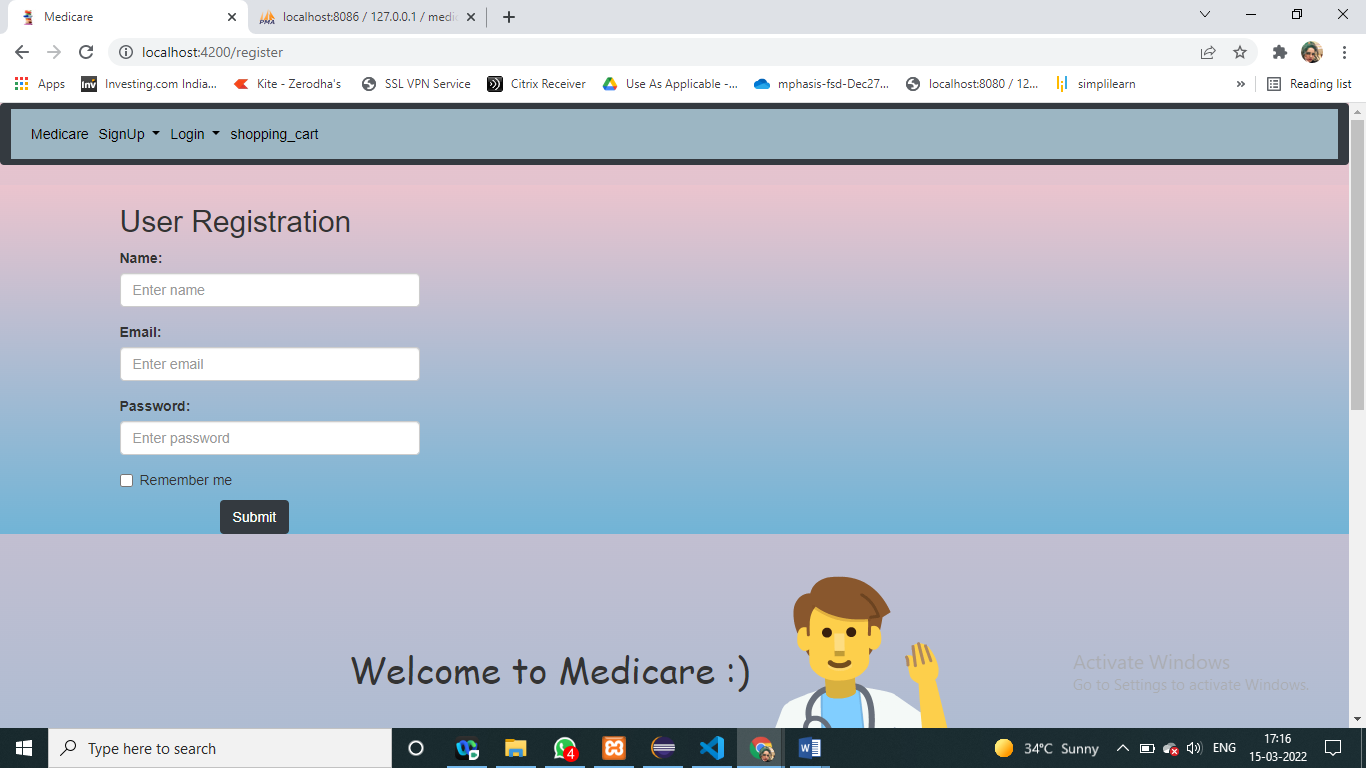 Medicare
localhost:8086 / 127.0.0.1 / medic
localhost:4200/register
Apps
Investing.com India...
Kite - Zerodha's
SSL VPN Service
Citrix Receiver
Use As Applicable -...
mphasis-fsd-Dec27...
localhost:8080 / 12...
simplilearn
»
Reading list
Medicare SignUp Login shopping_cart
User Registration
Name:
Enter name
Email:
Enter email
Password:
Enter password
Remember me
Submit
Welcome to Medicare :)
Activate Windows
Go to Settings to activate Windows.
Type here to search
4
34°C Sunny
ENG
17:16
15-03-2022